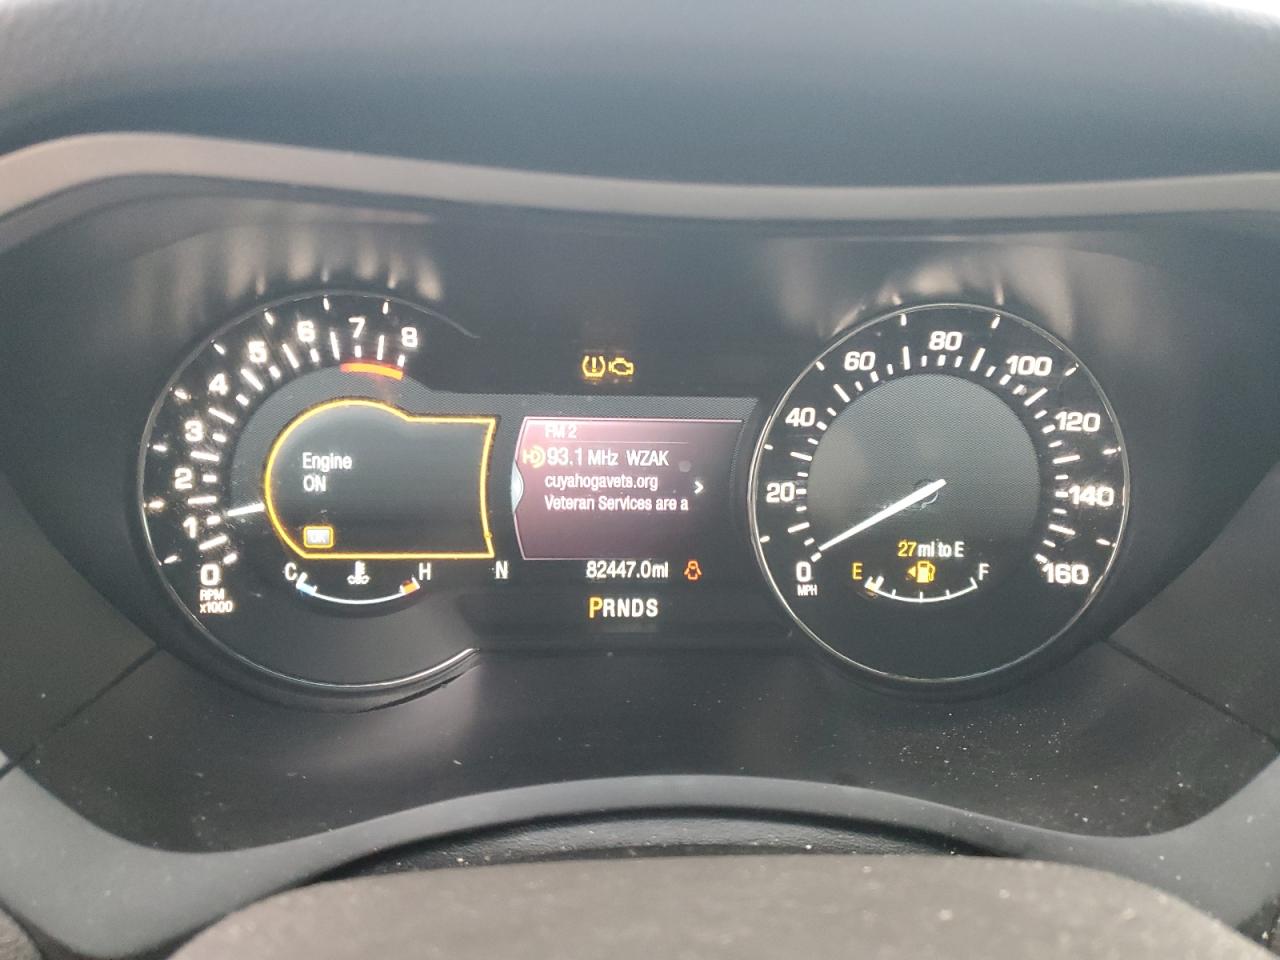 0
1
2
3
4
5
6
7
8
RPM
x1000
Engine
ON
OK
C
H
FM 2
HD 93.1 MHz WZAK
cuyahogavets.org
Veteran Services are a
>
N
82447.0mi
PRNDS
0
20
40
60
80
100
120
140
160
MPH
27 mi to E
E
F